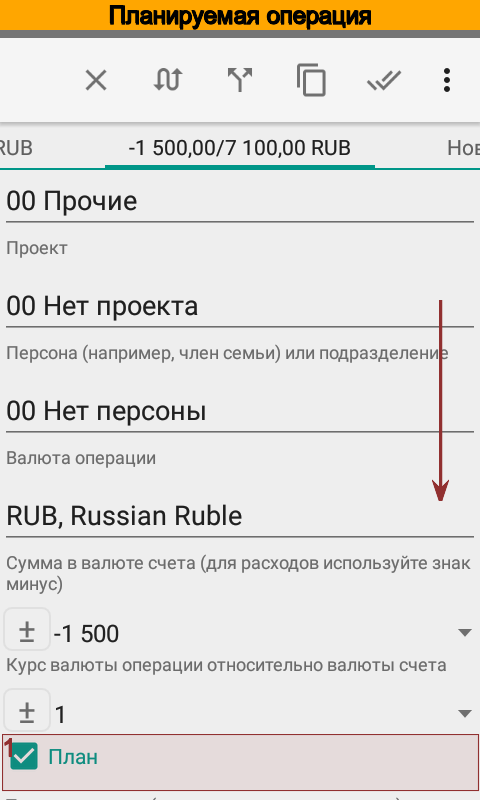 Планируемая операция
RUB
-1 500,00/7 100,00 RUB
Нов
00 Прочие
Проект
00 Нет проекта
Персона (например, член семьи) или подразделение
00 Нет персоны
Валюта операции
RUB, Russian Ruble
Сумма в валюте счета (для расходов используйте знак
минус)
± -1 500
Курс валюты операции относительно валюты счета
± 1
1 План